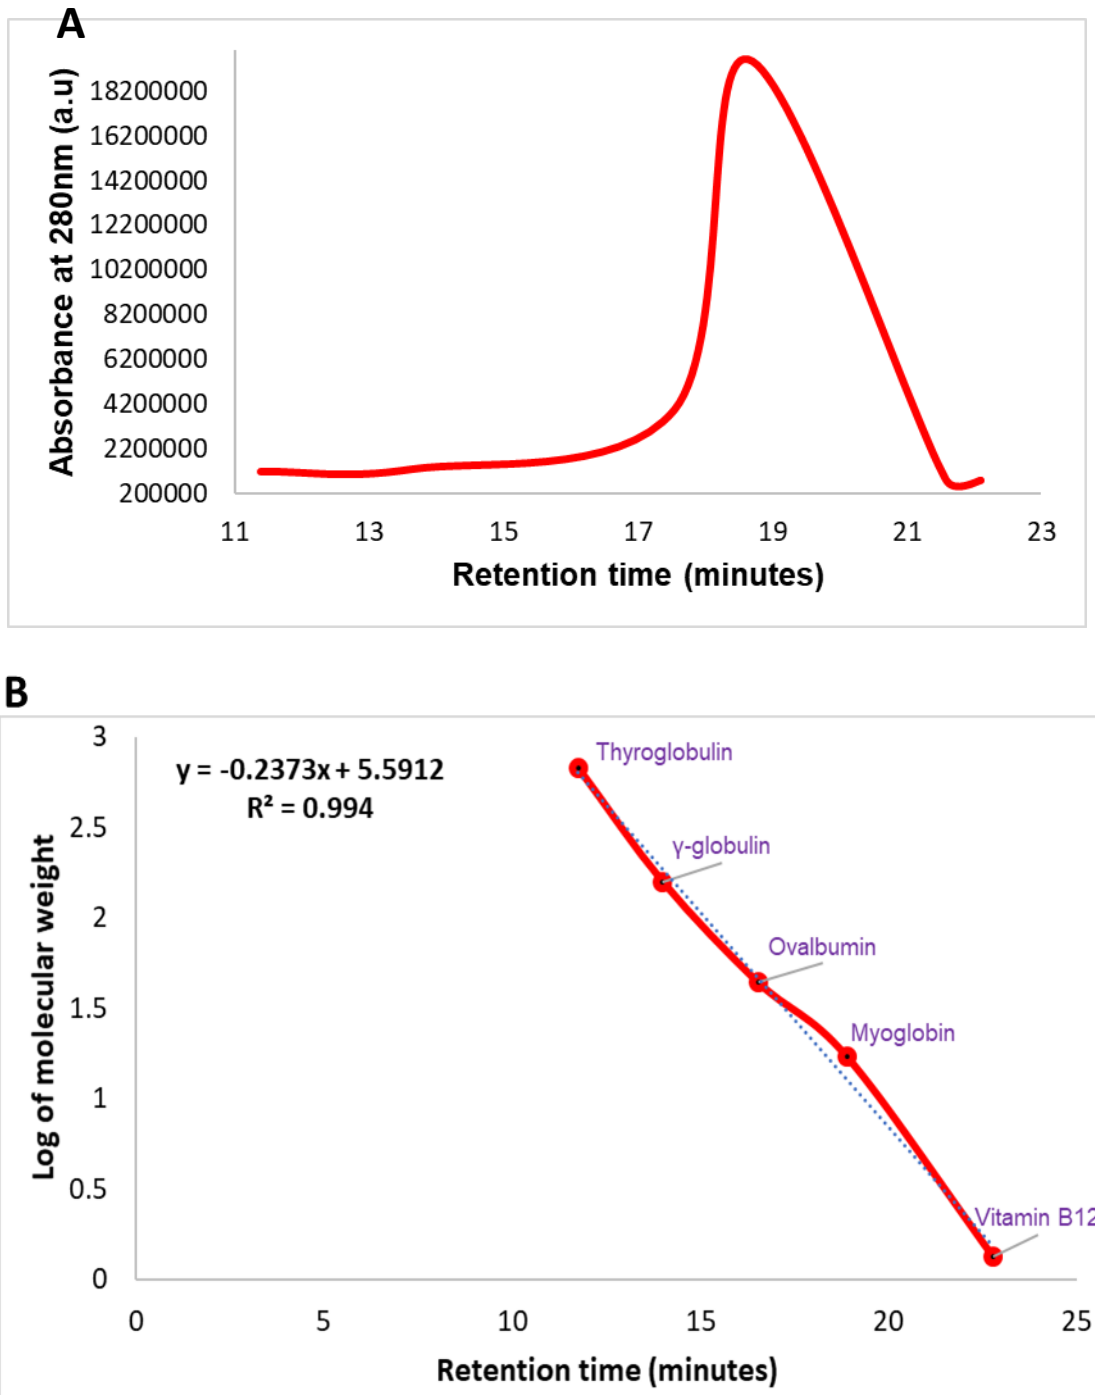 A
Absorbance at 280nm (a.u)
18200000
16200000
14200000
12200000
10200000
8200000
6200000
4200000
2200000
200000
11 13 15 17 19 21 23
Retention time (minutes)
B
Log of molecular weight
y = -0.2373x + 5.5912
R² = 0.994
3
2.5
2
1.5
1
0.5
0
Thyroglobulin
γ-globulin
Ovalbumin
Myoglobin
Vitamin B12
0 5 10 15 20 25
Retention time (minutes)